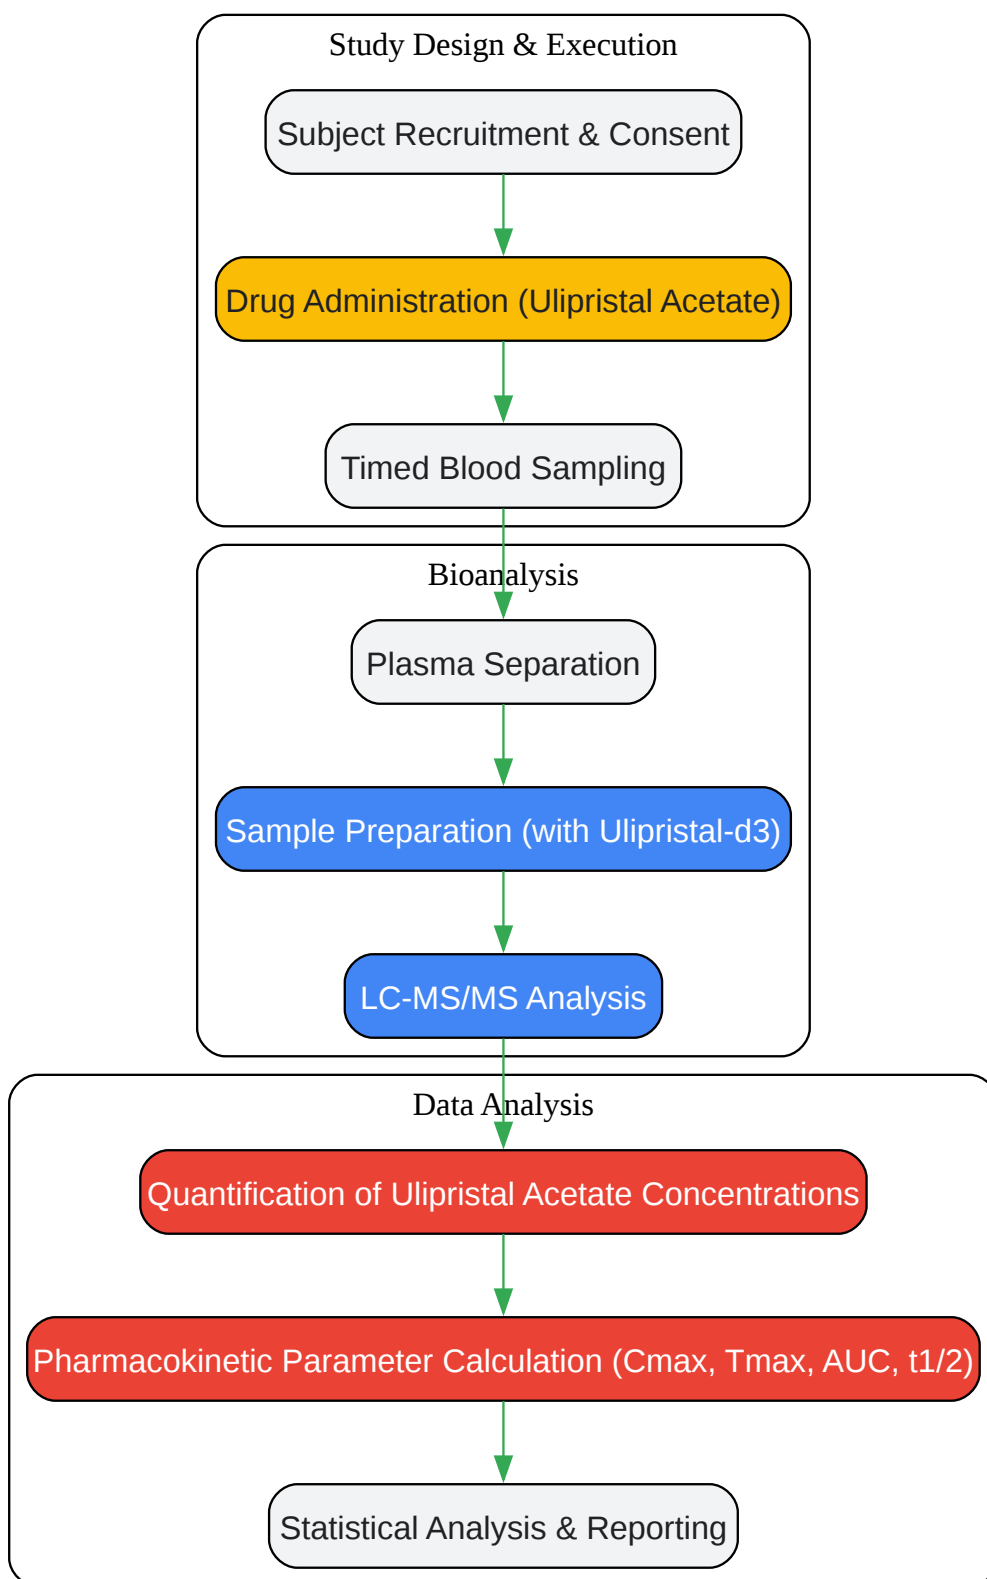 Study Design & Execution
Subject Recruitment & Consent
Drug Administration (Ulipristal Acetate)
Timed Blood Sampling
Bioanalysis
Plasma Separation
Sample Preparation (with Ulipristal-d3)
LC-MS/MS Analysis
Data Analysis
Quantification of Ulipristal Acetate Concentrations
Pharmacokinetic Parameter Calculation (Cmax, Tmax, AUC, t1/2)
Statistical Analysis & Reporting